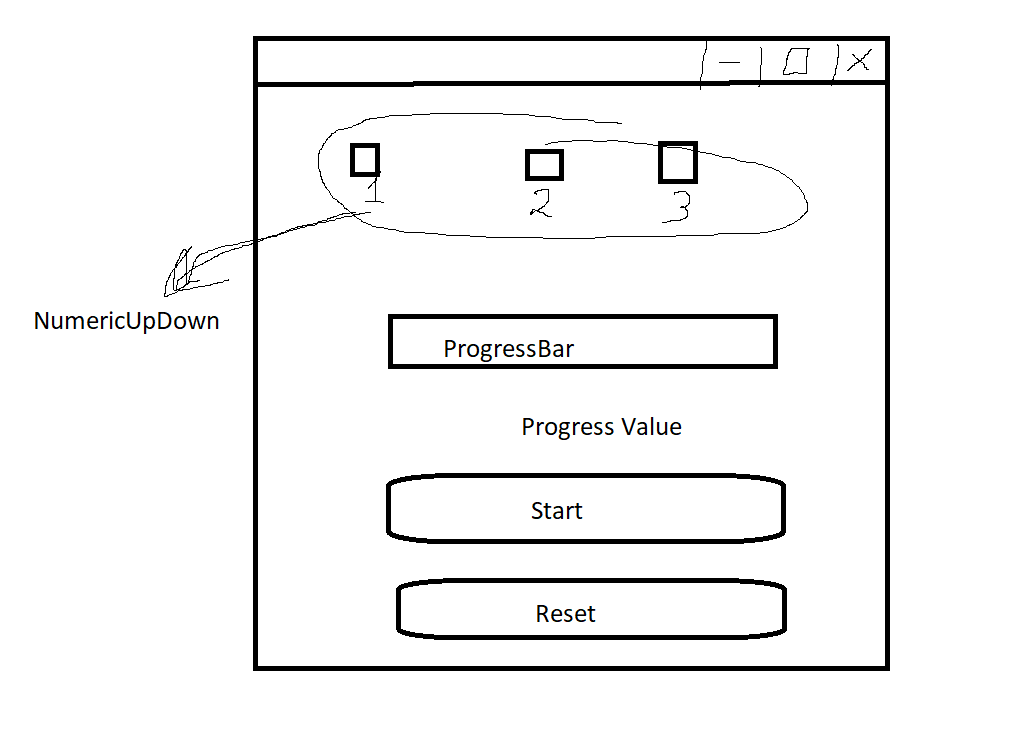 1 2 3
NumericUpDown
ProgressBar
Progress Value
Start
Reset